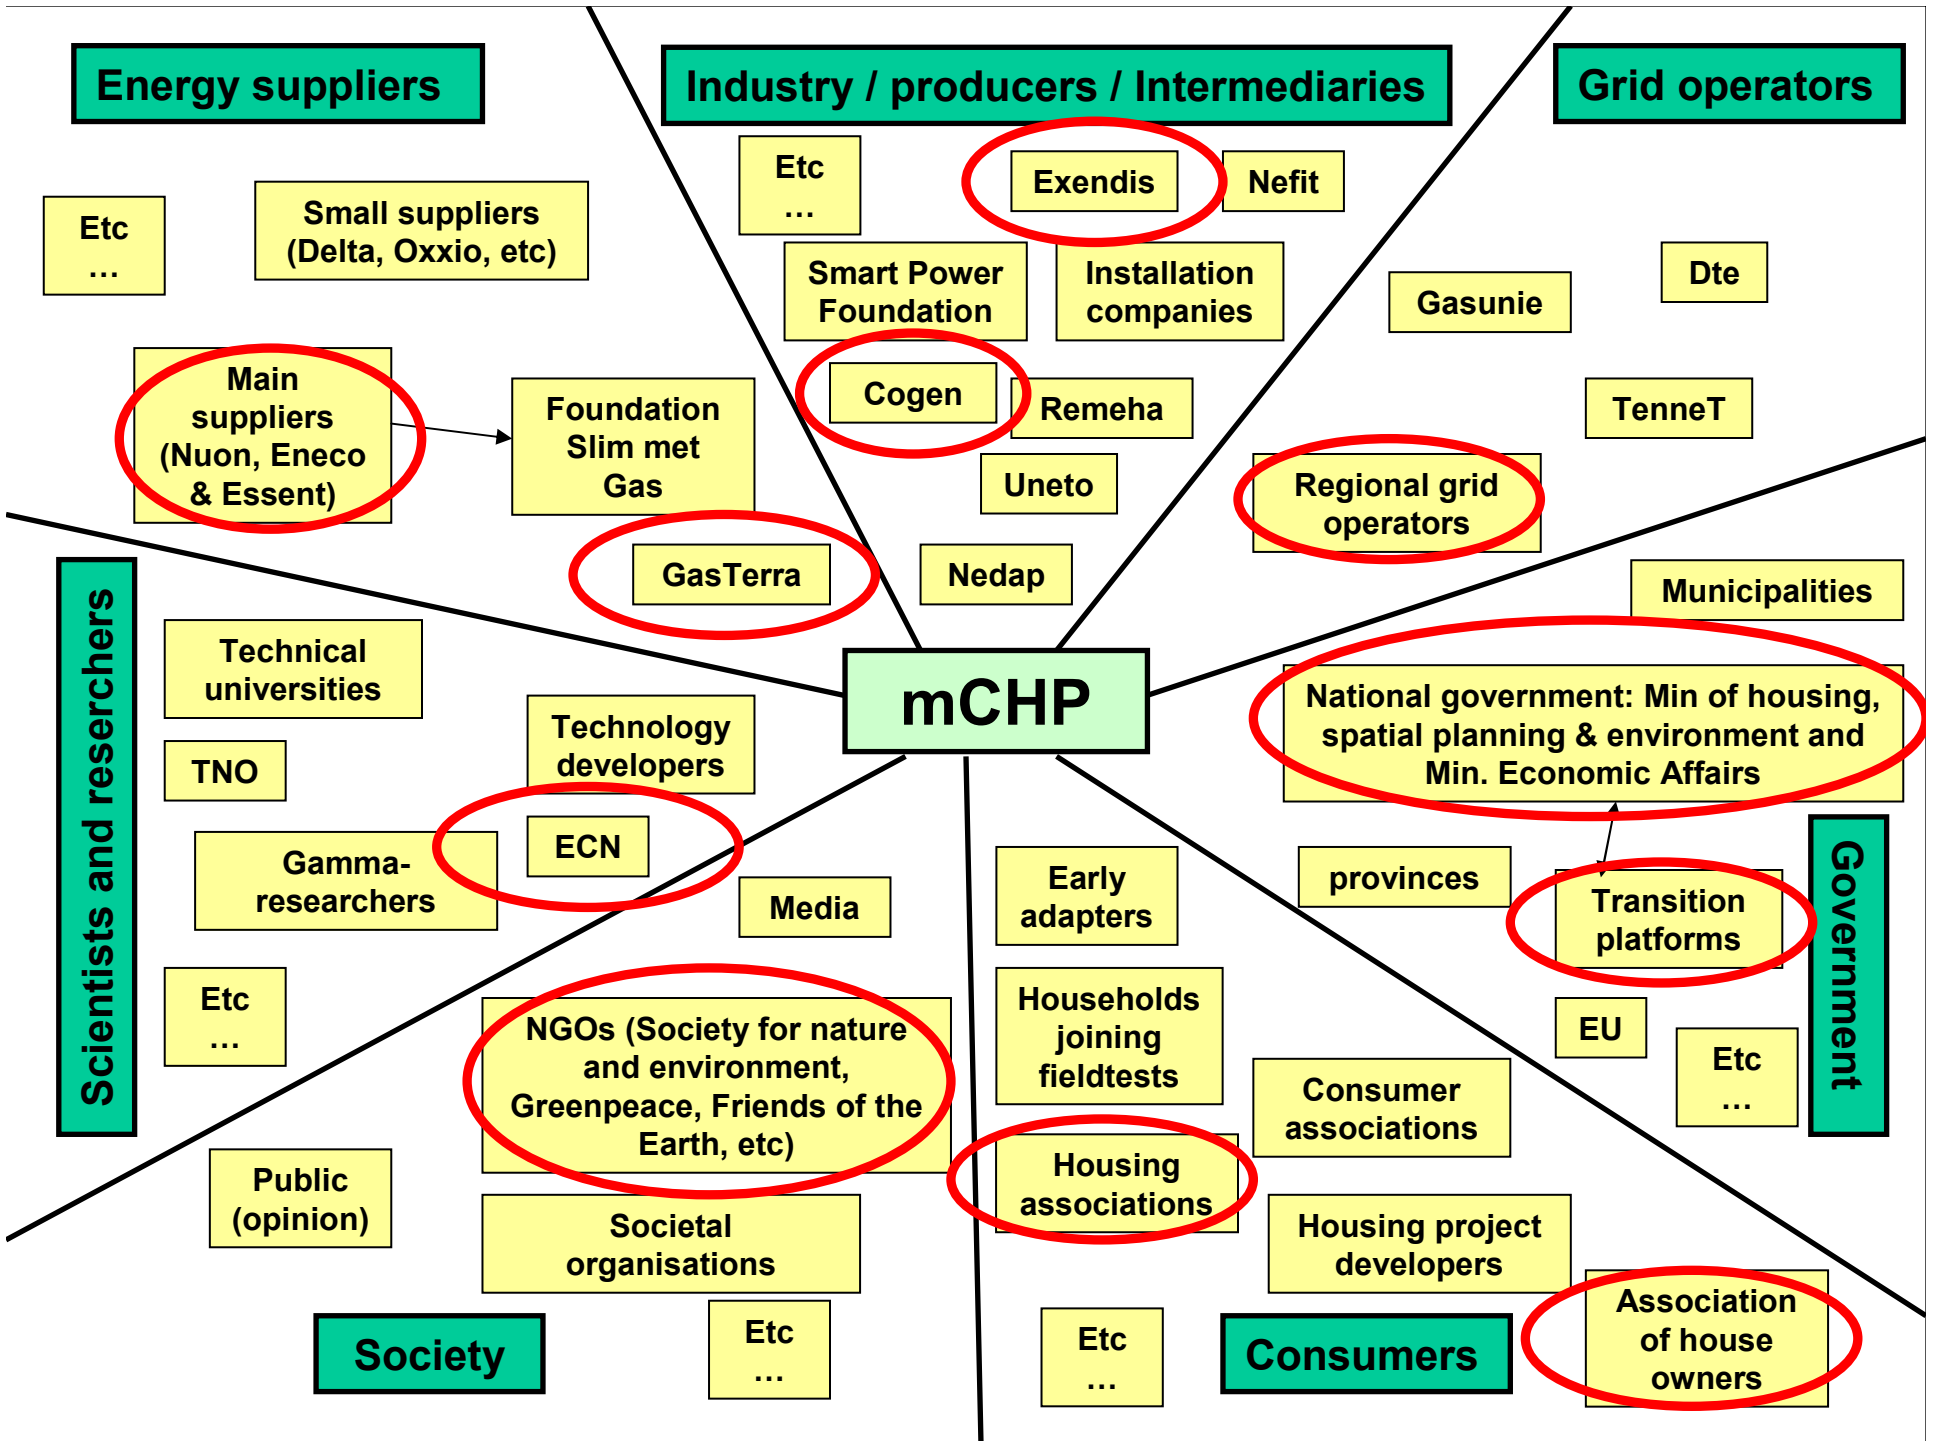 Energy suppliers
Etc
…
Small suppliers
(Delta, Oxxio, etc)
Main
suppliers
(Nuon, Eneco
& Essent)
Foundation
Slim met
Gas
GasTerra
Industry / producers / Intermediaries
Etc
…
Exendis
Nefit
Smart Power
Foundation
Installation
companies
Cogen
Remeha
Uneto
Nedap
Grid operators
Dte
Gasunie
TenneT
Regional grid
operators
mCHP
Scientists and reserchers
Technical
universities
Technology
developers
TNO
ECN
Gamma-
researchers
Etc
…
Municipalities
National government: Min of housing,
spatial planning & environment and
Min. Economic Affairs
provinces
Transition
platforms
EU
Etc
…
Government
Media
NGOs (Society for nature
and environment,
Greenpeace, Friends of the
Earth, etc)
Public
(opinion)
Societal
organisations
Etc
…
Society
Early
adapters
Households
joining
fieldtests
Consumer
associations
Housing
associations
Housing project
developers
Association
of house
owners
Etc
…
Consumers